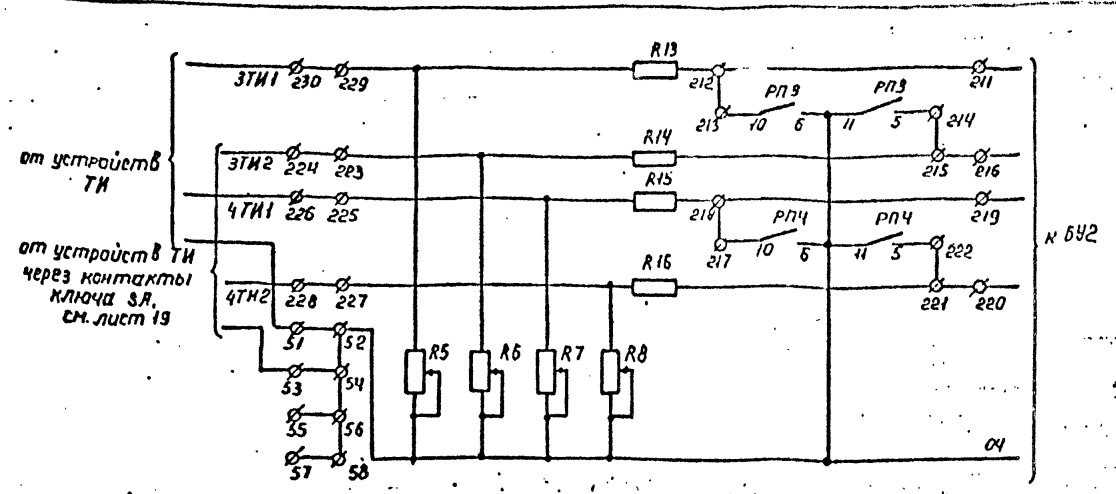 R13
3ТИ1 230 229 212 211
РП3 РП3
213 10 6 11 5 214
от устройств
ТИ
R14
3ТИ2 224 223 215 216
R15
4ТИ1 226 225 218 219
РП4 РП4
217 10 6 11 5 222
к БУ2
от устройств ТИ
через контакты
ключа SA,
см. лист 19
R16
4ТИ2 228 227 221 220
51 52
R5 R6 R7 R8
53 54
55 56
04
57 58